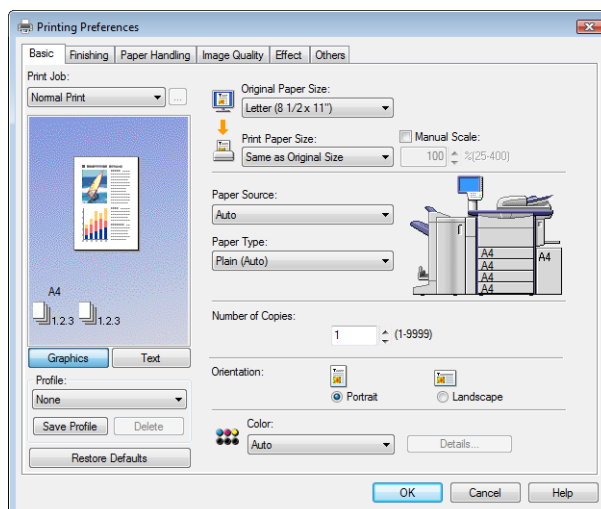 Printing Preferences
Basic Finishing Paper Handling Image Quality Effect Others
Print Job:
Normal Print
...
Original Paper Size:
Letter (8 1/2 x 11")
Print Paper Size:
Same as Original Size
Manual Scale:
100 %(25-400)
Paper Source:
Auto
Paper Type:
Plain (Auto)
A4
A4
A4
A4
A4
A4
1.2.3 1.2.3
Number of Copies:
1 (1-9999)
Graphics Text
Orientation:
Portrait Landscape
Profile:
None
Save Profile Delete
Restore Defaults
Color:
Auto
Details...
OK Cancel Help